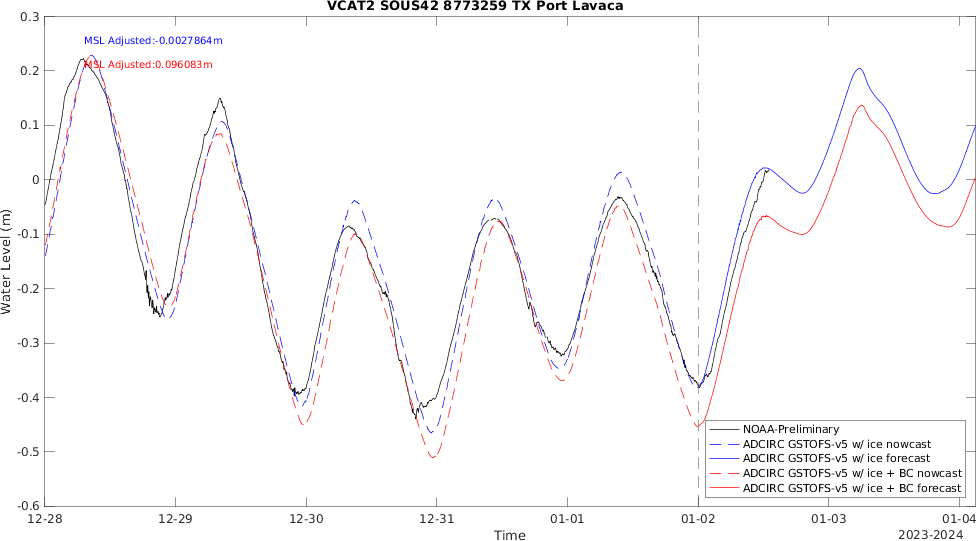 VCAT2 SOUS42 8773259 TX Port Lavaca
0.3
MSL Adjusted:-0.0027864m
MSL Adjusted:0.096083m
0.2
0.1
0
-0.1
-0.2
-0.3
-0.4
-0.5
-0.6
Water Level (m)
NOAA-Preliminary
ADCIRC GSTOFS-v5 w/ ice nowcast
ADCIRC GSTOFS-v5 w/ ice forecast
ADCIRC GSTOFS-v5 w/ ice + BC nowcast
ADCIRC GSTOFS-v5 w/ ice + BC forecast
12-28 12-29 12-30 12-31 01-01 01-02 01-03 01-04
Time
2023-2024